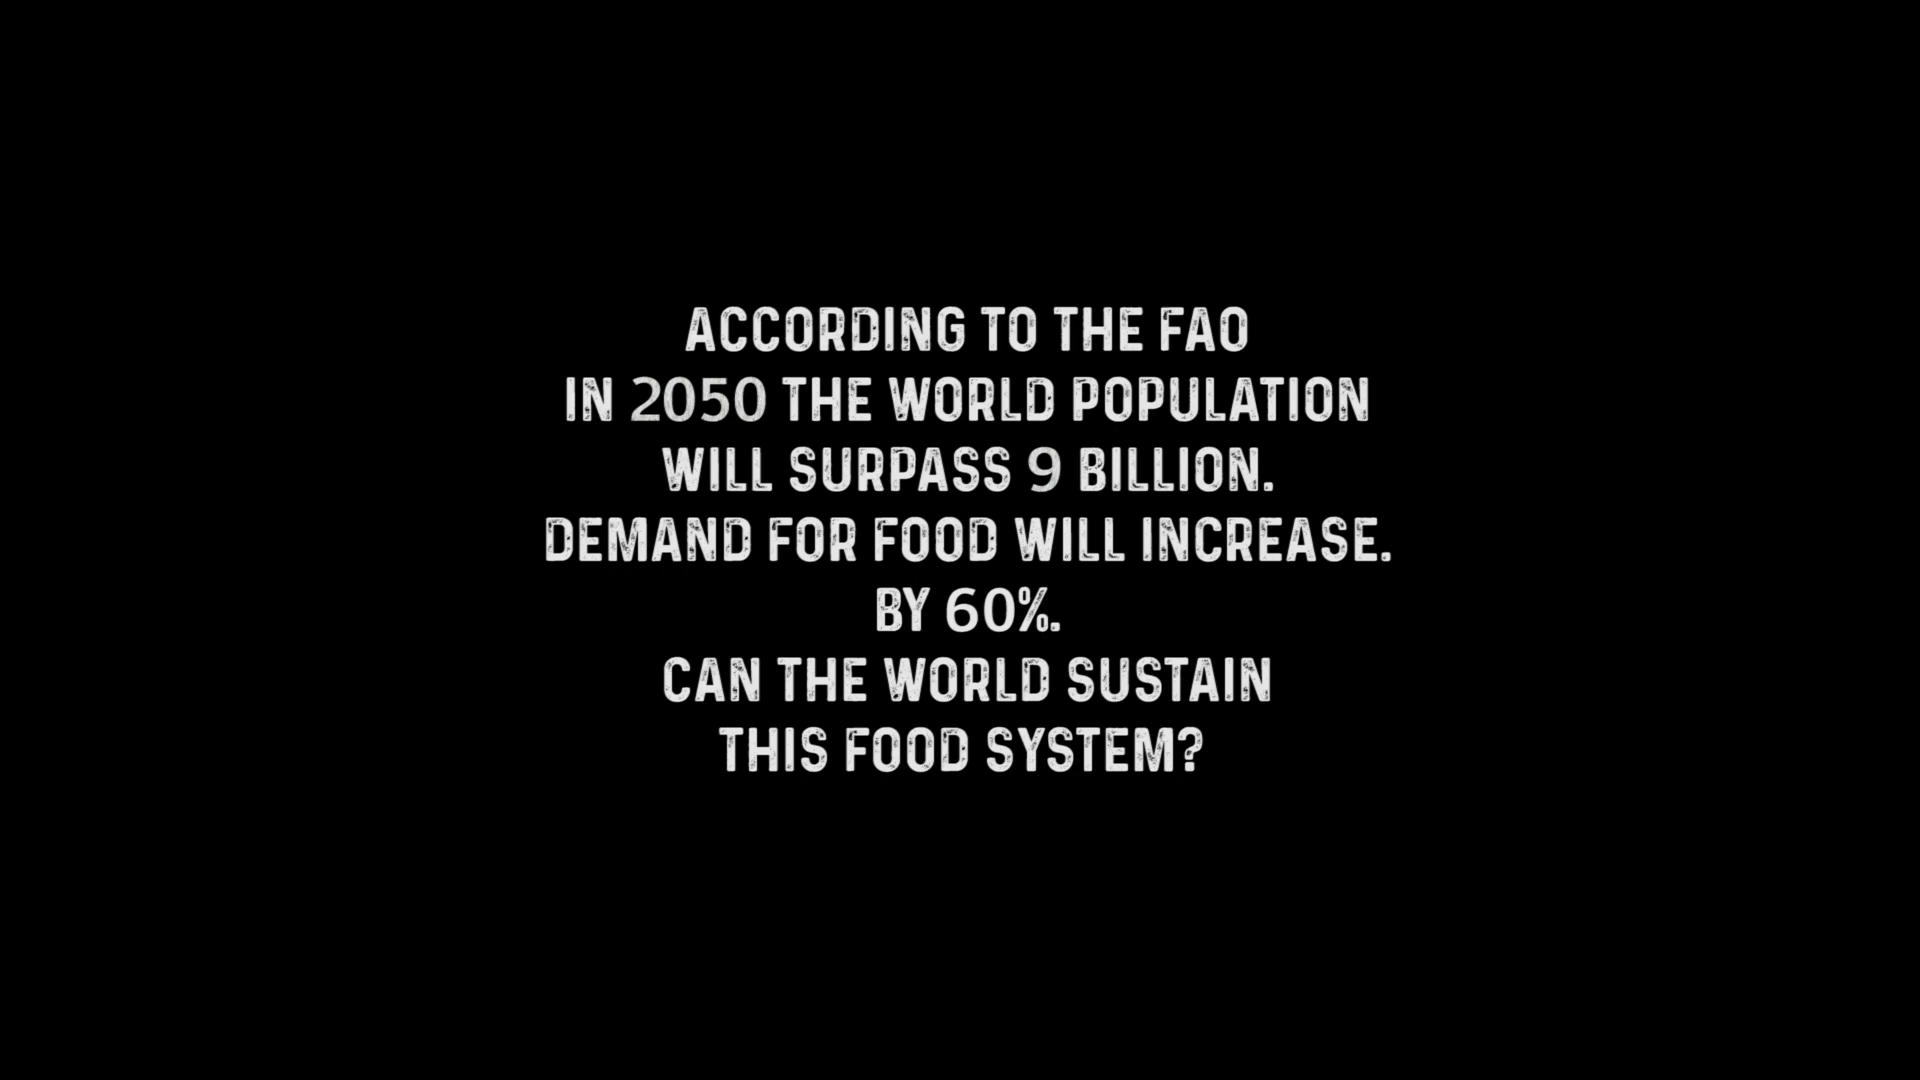 ACCORDING TO THE FAO
IN 2050 THE WORLD POPULATION
WILL SURPASS 9 BILLION.
DEMAND FOR FOOD WILL INCREASE.
BY 60%.
CAN THE WORLD SUSTAIN
THIS FOOD SYSTEM?